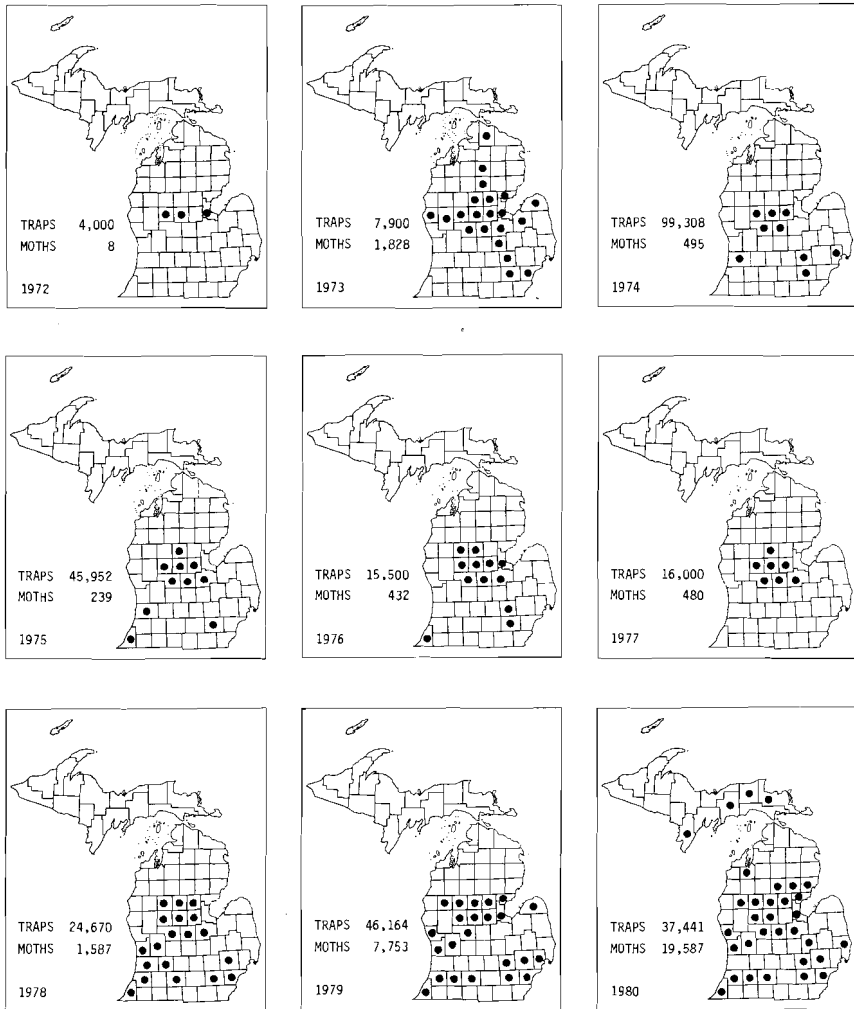 TRAPS 4,000
MOTHS 8
1972
TRAPS 7,900
MOTHS 1,828
1973
TRAPS 99,308
MOTHS 495
1974
TRAPS 45,952
MOTHS 239
1975
TRAPS 15,500
MOTHS 432
1976
TRAPS 16,000
MOTHS 480
1977
TRAPS 24,670
MOTHS 1,587
1978
TRAPS 46,164
MOTHS 7,753
1979
TRAPS 37,441
MOTHS 19,587
1980